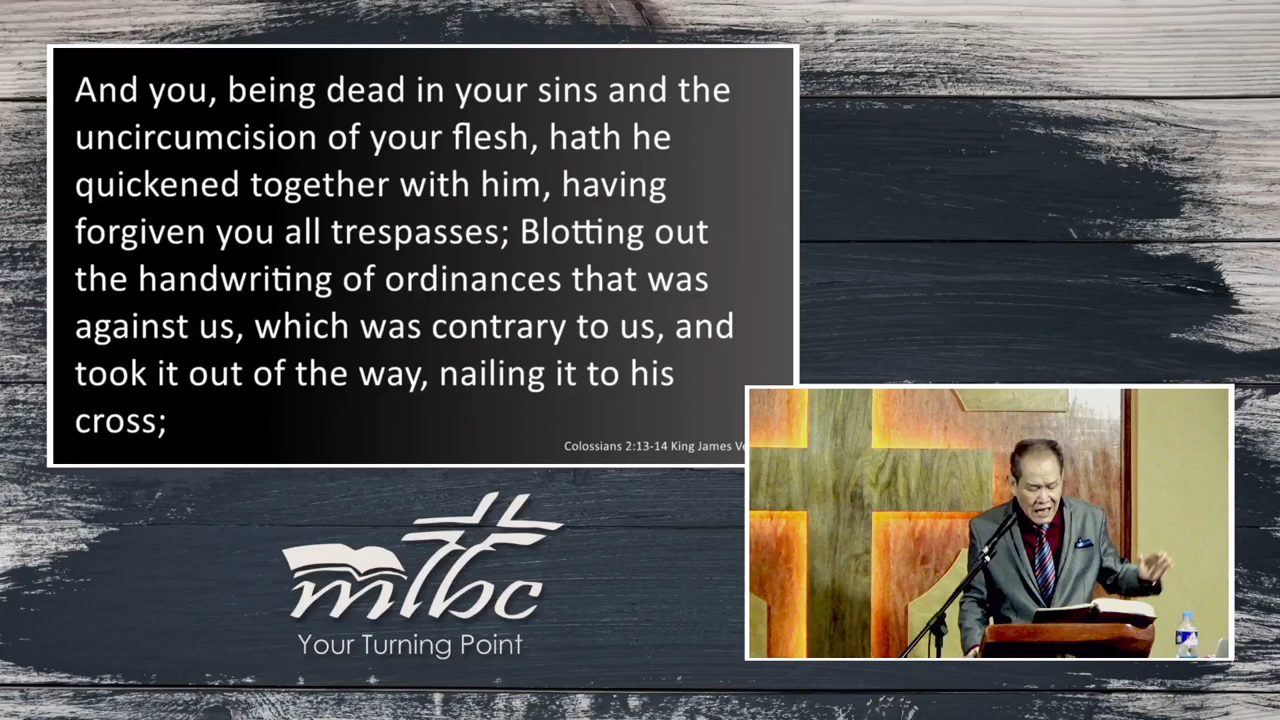 And you, being dead in your sins and the
uncircumcision of your flesh, hath he
quickened together with him, having
forgiven you all trespasses; Blotting out
the handwriting of ordinances that was
against us, which was contrary to us, and
took it out of the way, nailing it to his
cross;
Colossians 2:13-14 King James
mlbc
Your Turning Point